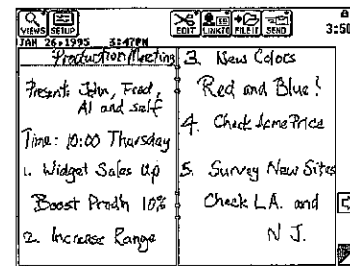 VIEWS SETUP EDIT LINKTO FILEIT SEND
3:50
JAN 26,1995 3:47PM
Production Meeting
Present: John, Fred,
Al and self
Time: 10:00 Thursday
1. Widget Sales Up
Boost Prodn 10%
2. Increase Range
3. New Colors
Red and Blue!
4. Check Acme Price
5. Survey New Sites
Check L.A. and
N J.